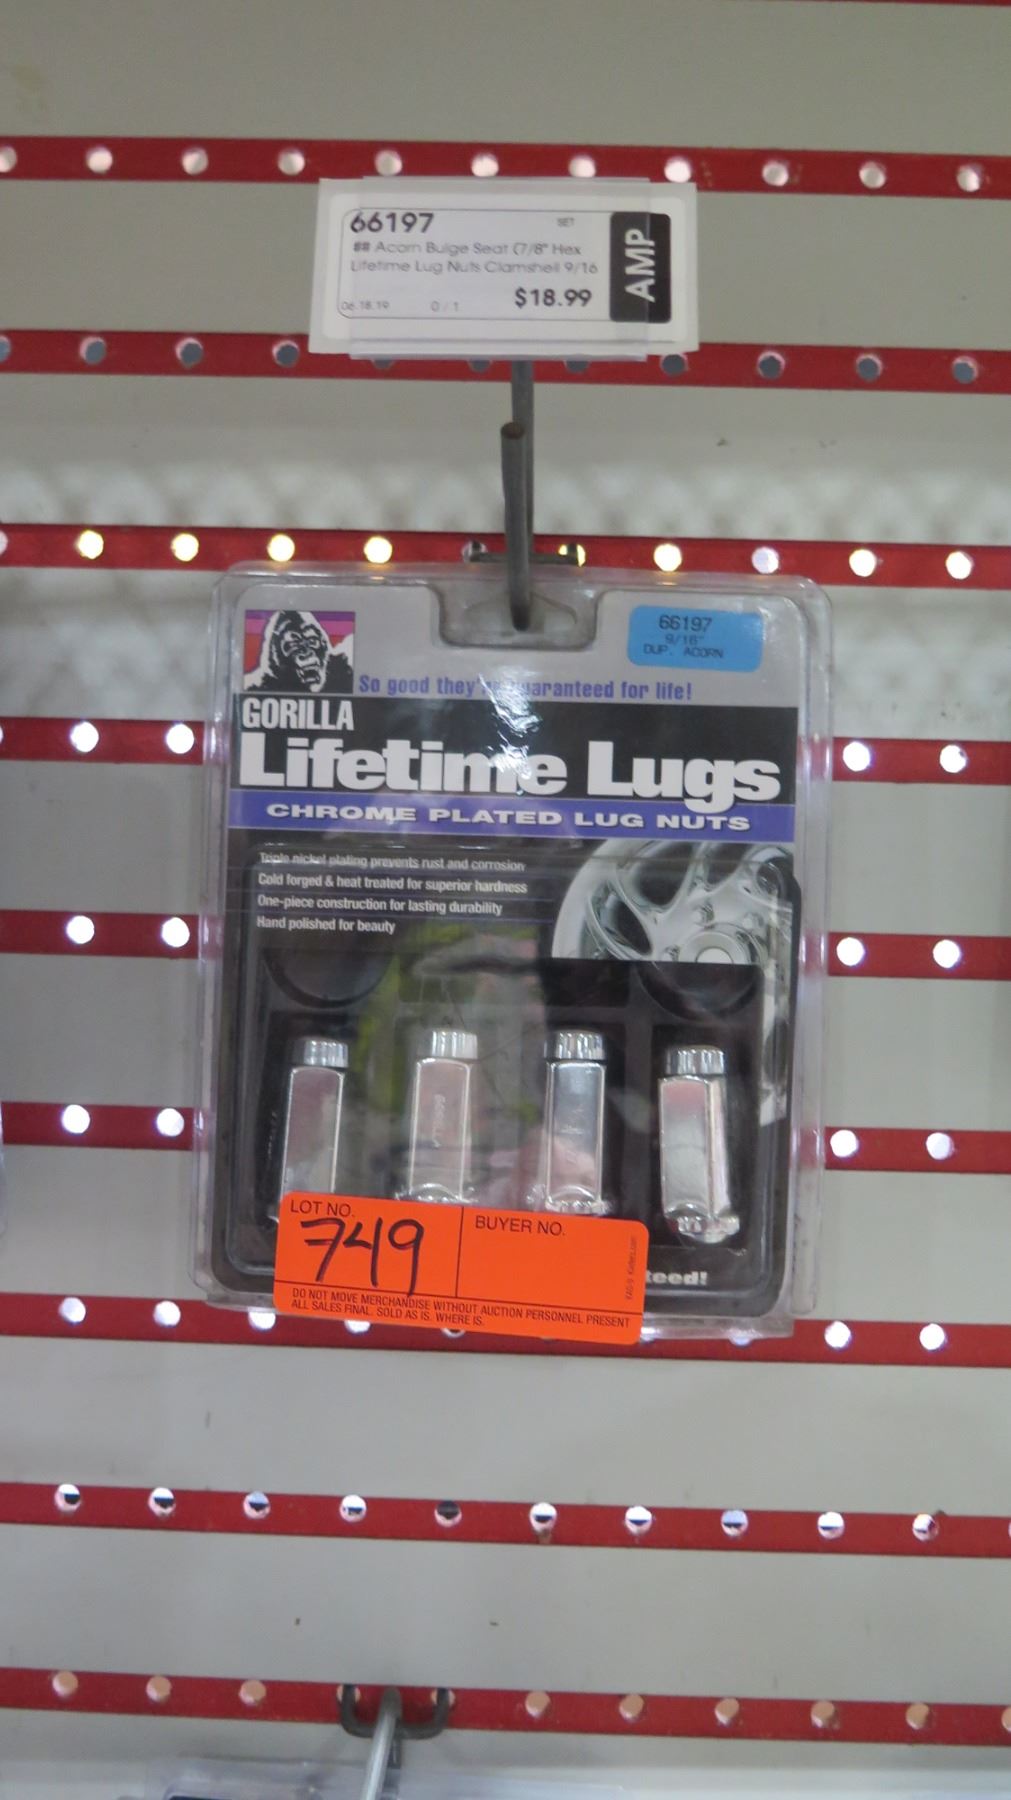 66197 SET
## Acorn Bulge Seat (7/8" Hex
Lifetime Lug Nuts Clamshell 9/16
06.18.19 0/1 $18.99
AMP
66197
9/16"
DUP. ACORN
So good they're guaranteed for life!
GORILLA
Lifetime Lugs
CHROME PLATED LUG NUTS
Triple nickel plating prevents rust and corrosion
Cold forged & heat treated for superior hardness
One-piece construction for lasting durability
Hand polished for beauty
GORILLA
LOT NO. 749
BUYER NO.
DO NOT MOVE MERCHANDISE WITHOUT AUCTION PERSONNEL PRESENT
ALL SALES FINAL. SOLD AS IS. WHERE IS.
teed!